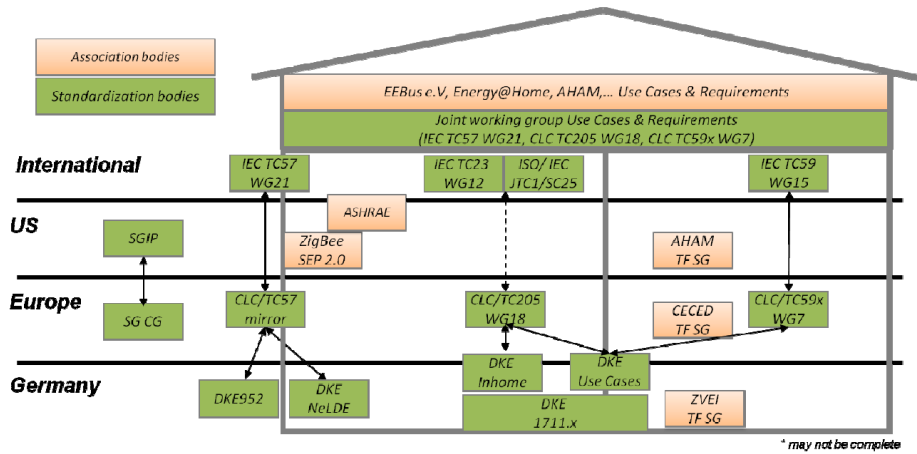 Association bodies
Standardization bodies
EEBus e.V, Energy@Home, AHAM,... Use Cases & Requirements
Joint working group Use Cases & Requirements
(IEC TC57 WG21, CLC TC205 WG18, CLC TC59x WG7)
International
IEC TC57
WG21
IEC TC23
WG12
ISO/ IEC
JTC1/SC25
IEC TC59
WG15
US
SGIP
ASHRAE
ZigBee
SEP 2.0
AHAM
TF SG
Europe
SG CG
CLC/TC57
mirror
CLC/TC205
WG18
CECED
TF SG
CLC/TC59x
WG7
Germany
DKE952
DKE
NeLDE
DKE
Inhome
DKE
Use Cases
DKE
1711.x
ZVEI
TF SG
* may not be complete